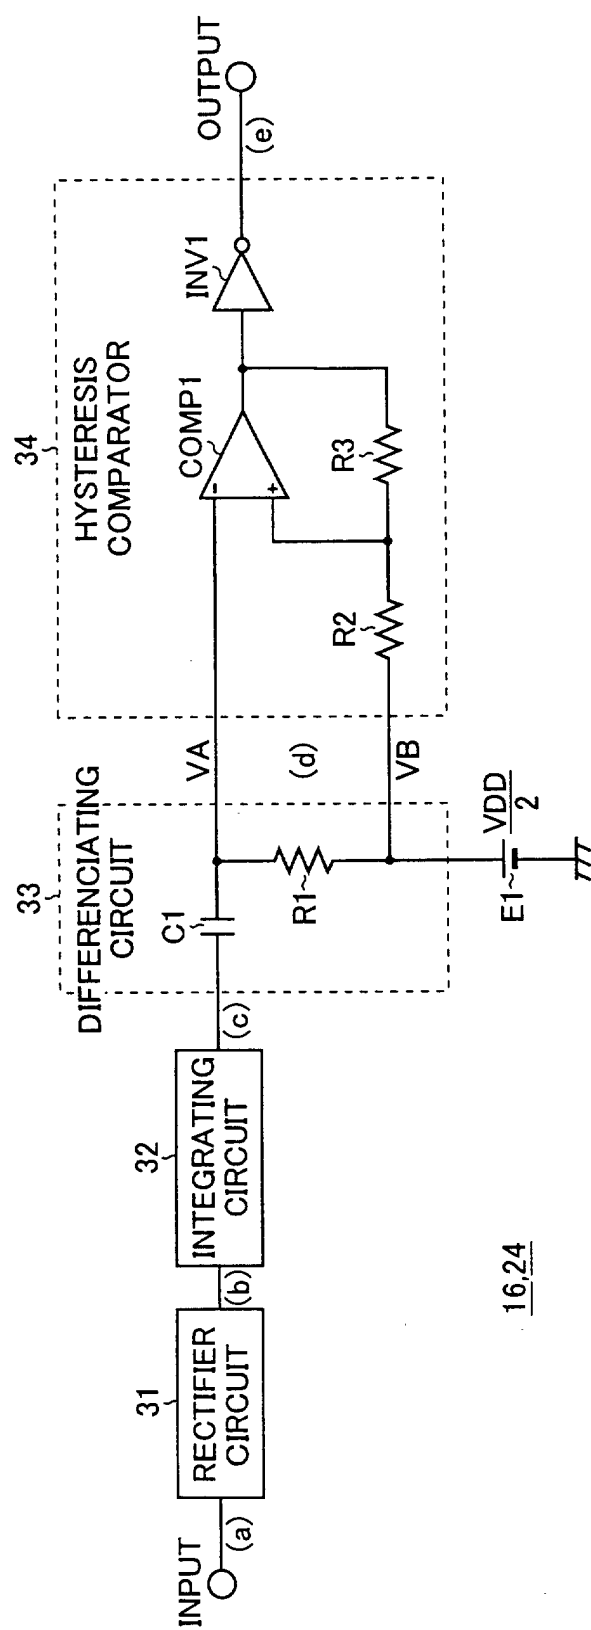 INPUT
(a)
31
RECTIFIER
CIRCUIT
(b)
32
INTEGRATING
CIRCUIT
(c)
33
DIFFERENCIATING
CIRCUIT
C1
R1
VA
(d)
VB
E1
VDD
2
34
HYSTERESIS
COMPARATOR
COMP1
-
+
R2
R3
INV1
(e)
OUTPUT
16,24